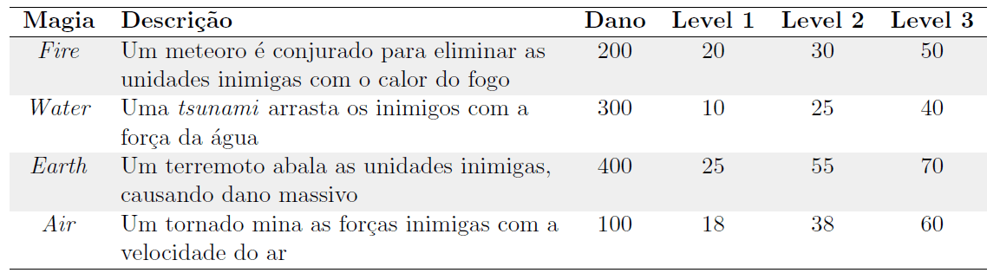 Magia Descrição Dano Level 1 Level 2 Level 3
Fire Um meteoro é conjurado para eliminar as 200 20 30 50
unidades inimigas com o calor do fogo
Water Uma tsunami arrasta os inimigos com a 300 10 25 40
força da água
Earth Um terremoto abala as unidades inimigas, 400 25 55 70
causando dano massivo
Air Um tornado mina as forças inimigas com a 100 18 38 60
velocidade do ar